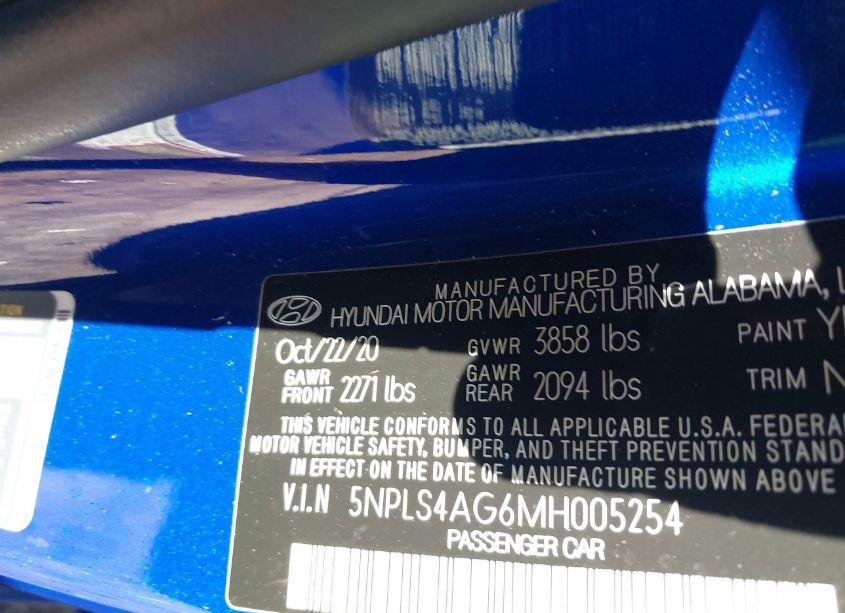 MANUFACTURED BY
HYUNDAI MOTOR MANUFACTURING ALABAMA, L
Oct/22/20 GVWR 3858 lbs PAINT
GAWR FRONT 2271 lbs GAWR REAR 2094 lbs TRIM N
THIS VEHICLE CONFORMS TO ALL APPLICABLE U.S.A. FEDERAL
MOTOR VEHICLE SAFETY, BUMPER, AND THEFT PREVENTION STAND
IN EFFECT ON THE DATE OF MANUFACTURE SHOWN ABOVE
V.I.N 5NPLS4AG6MH005254
PASSENGER CAR